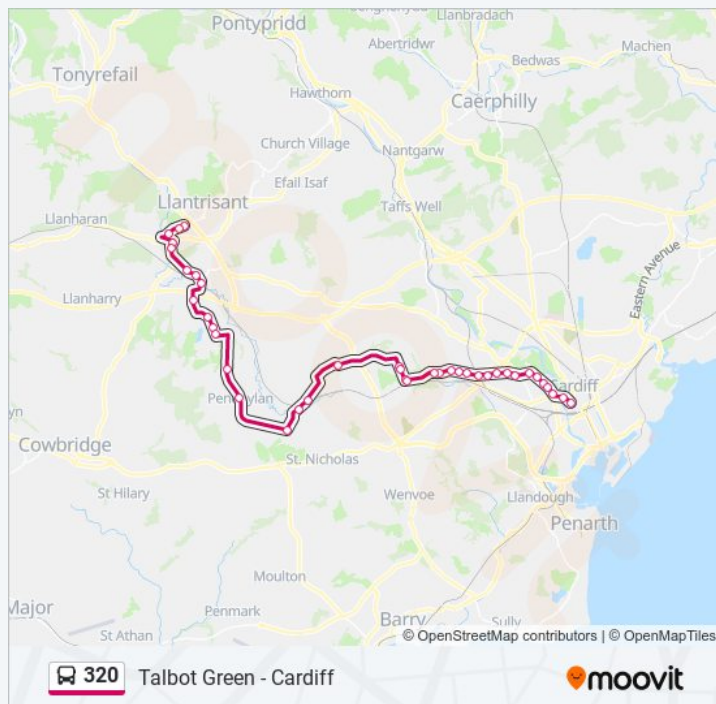 Pontypridd
Senghenydd
Llanbradach
Abertridwr
Machen
Tonyrefail
Bedwas
Hawthorn
Caerphilly
Church Village
Nantgarw
Efail Isaf
Llantrisant
Taffs Well
Llanharan
Eastern Avenue
Llanharry
Cardiff
Pendoylan
Cowbridge
St. Nicholas
St Hilary
Wenvoe
Llandough
Penarth
Moulton
Major
Penmark
Barry
Sully
St Athan
© OpenStreetMap contributors | © OpenMapTiles
320 Talbot Green - Cardiff
moovit